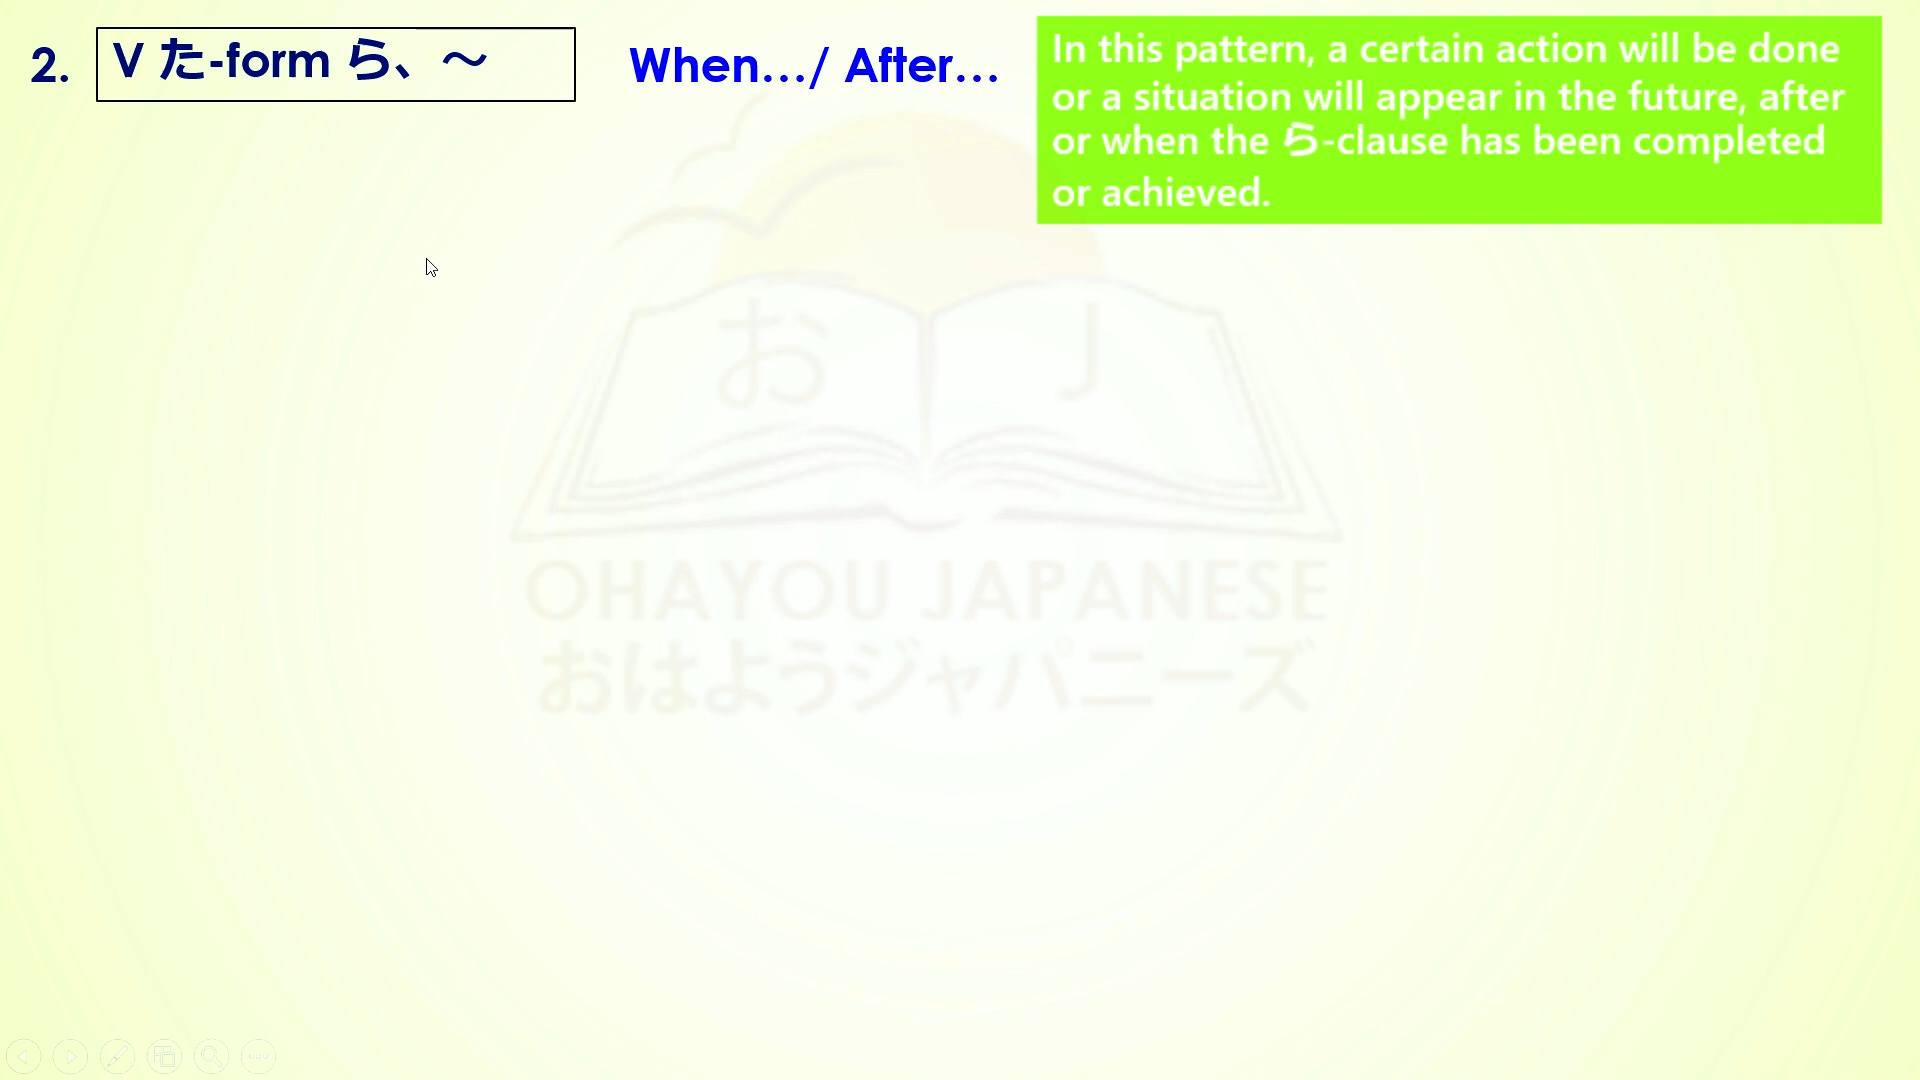 2. V た-form ら、～ When…/ After…
In this pattern, a certain action will be done
or a situation will appear in the future, after
or when the ら-clause has been completed
or achieved.
お J
OHAYOU JAPANESE
おはようジャパニーズ